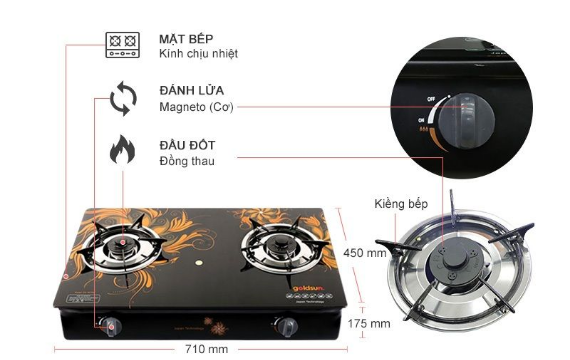 MẶT BẾP
Kính chịu nhiệt
ĐÁNH LỬA
Magneto (Cơ)
ĐẦU ĐỐT
Đồng thau
OFF
ON
Kiềng bếp
450 mm
goldsun
175 mm
710 mm